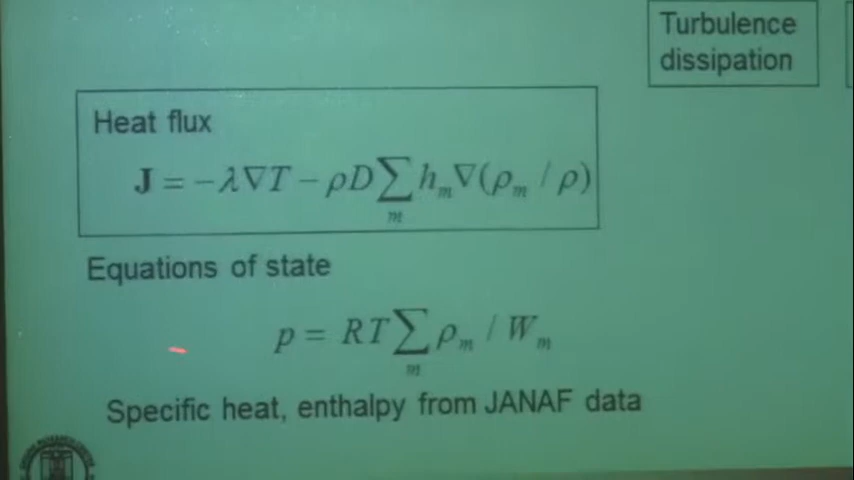 Turbulence
dissipation
Heat flux
J = −λ∇T − ρD∑ₘ hₘ∇(ρₘ / ρ)
Equations of state
p = RT∑ₘ ρₘ / Wₘ
Specific heat, enthalpy from JANAF data